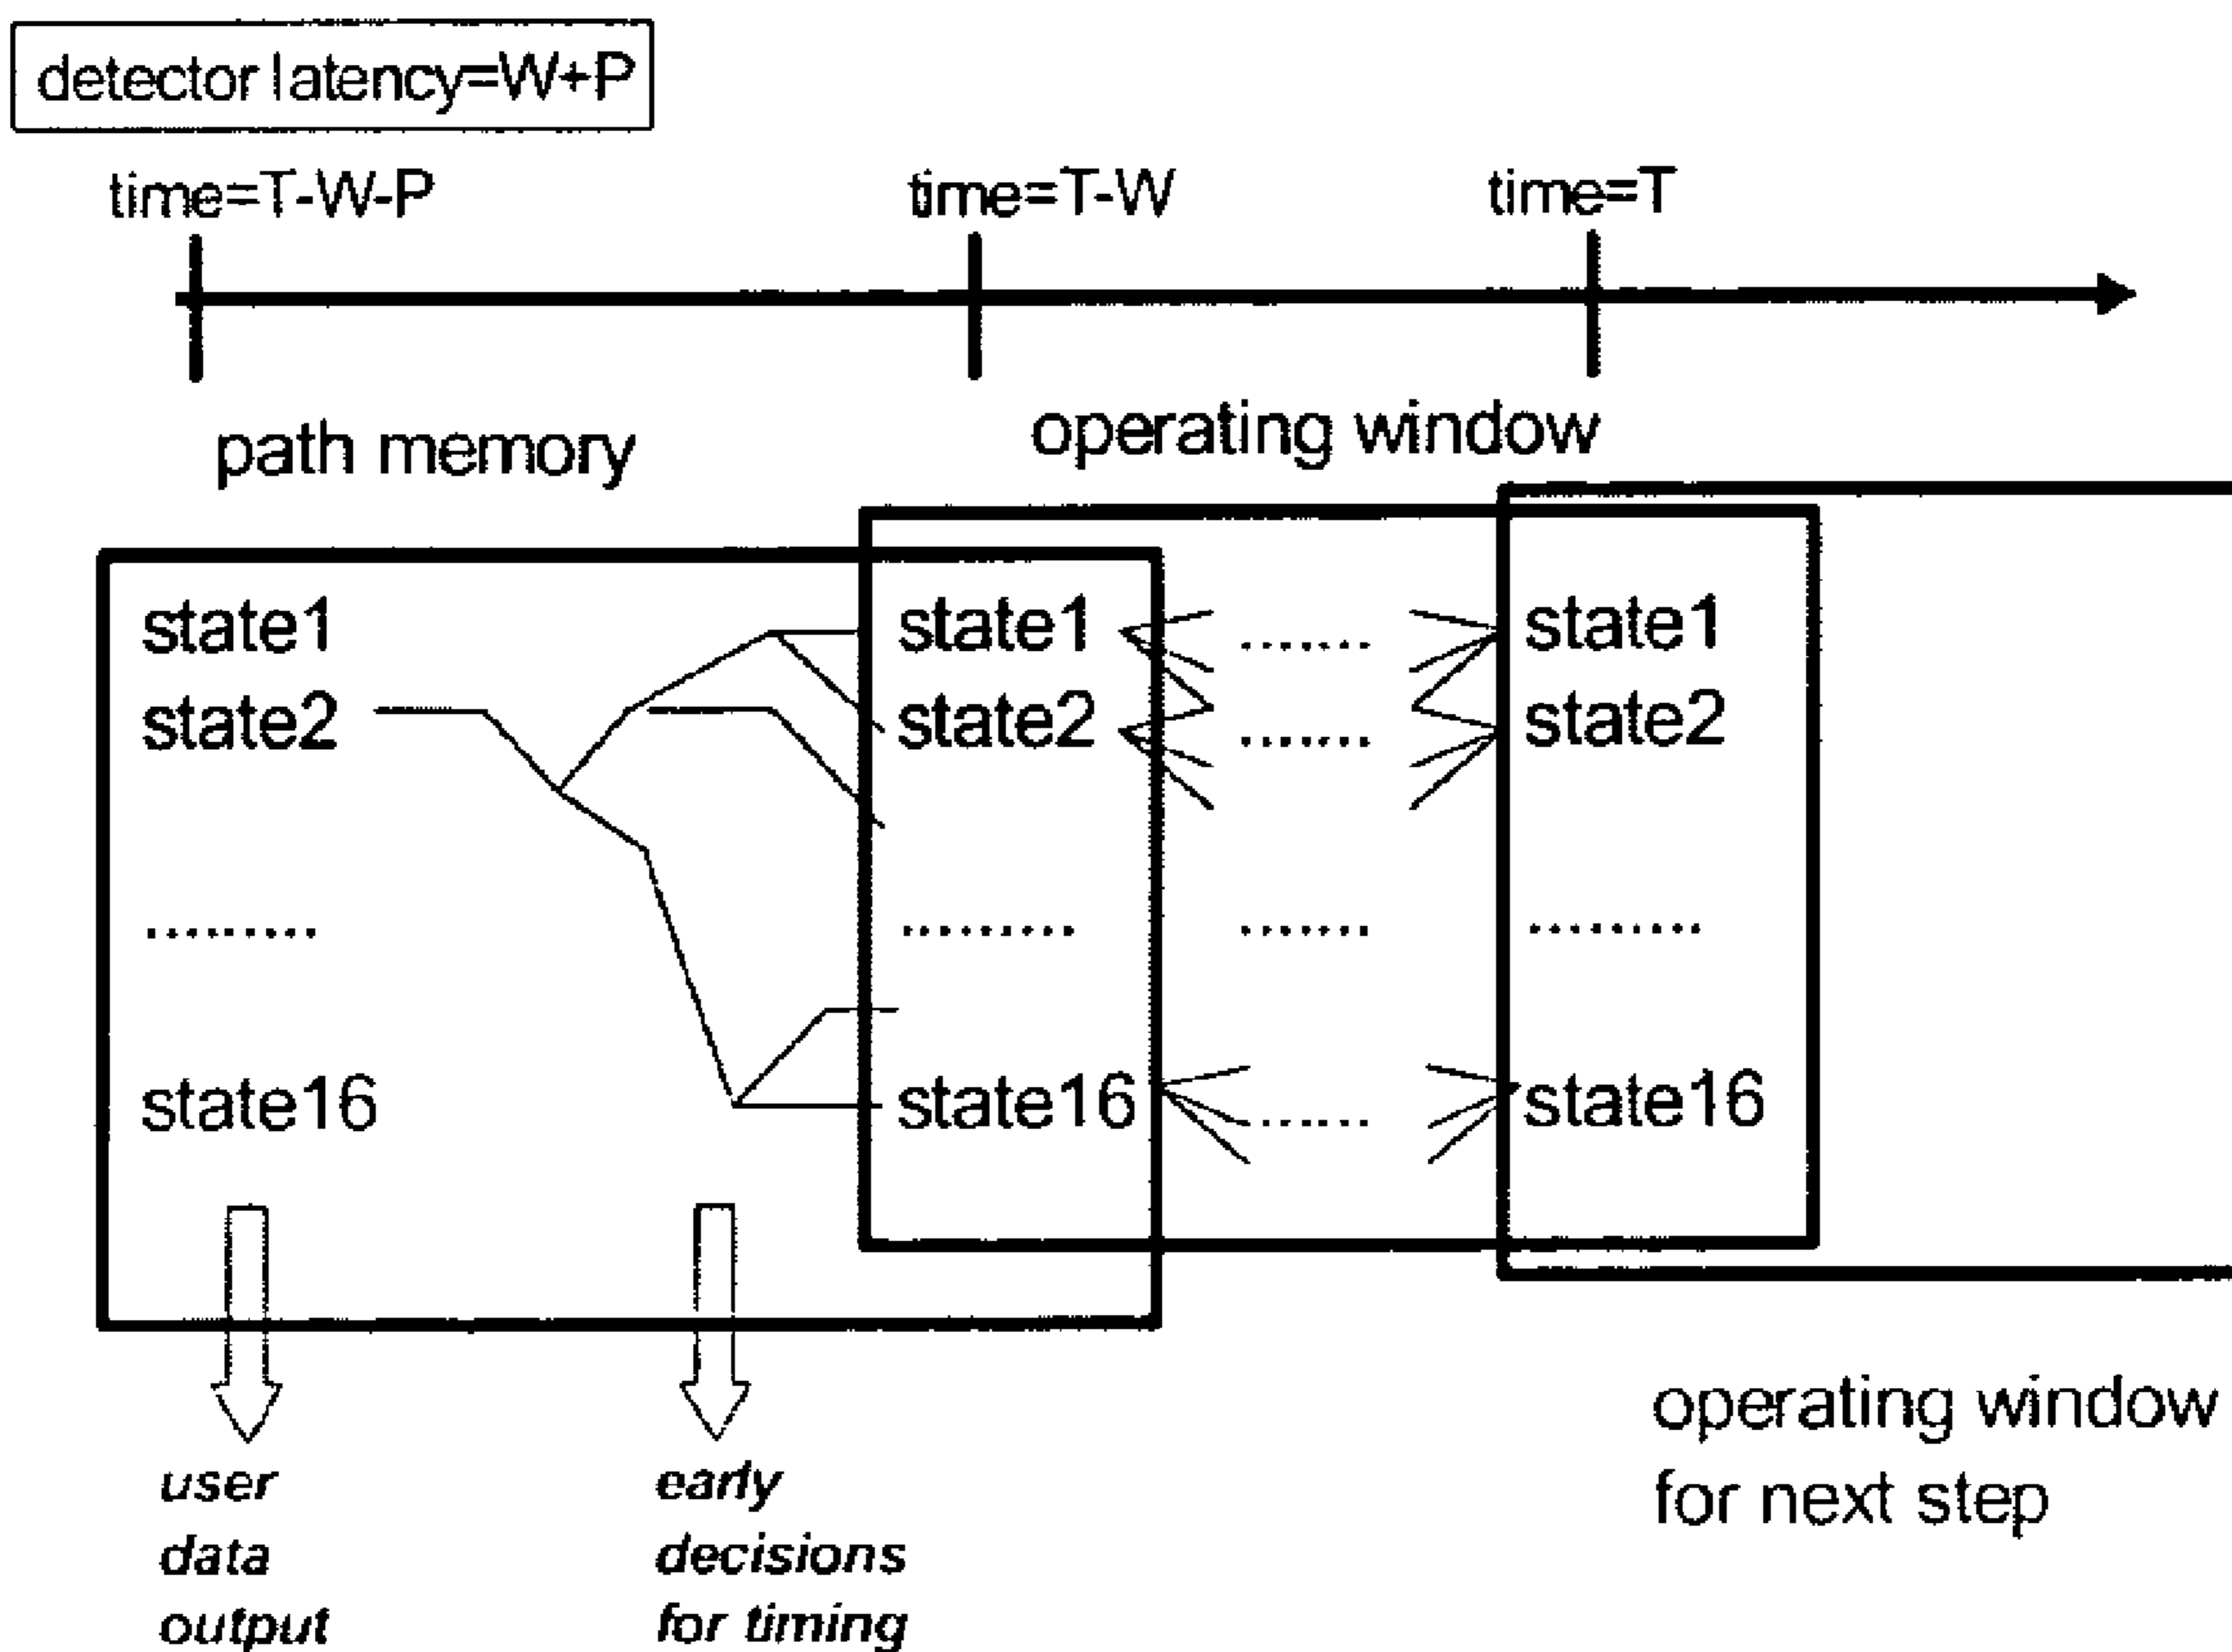 detector latency=W+P
time=T-W-P
time=T-W
time=T
path memory
operating window
state1
state1
.......
state1
state2
state2
.......
state2
.........
.........
.......
.........
state16
state16
......
state16
user
data
output
early
decisions
for timing
operating window
for next step